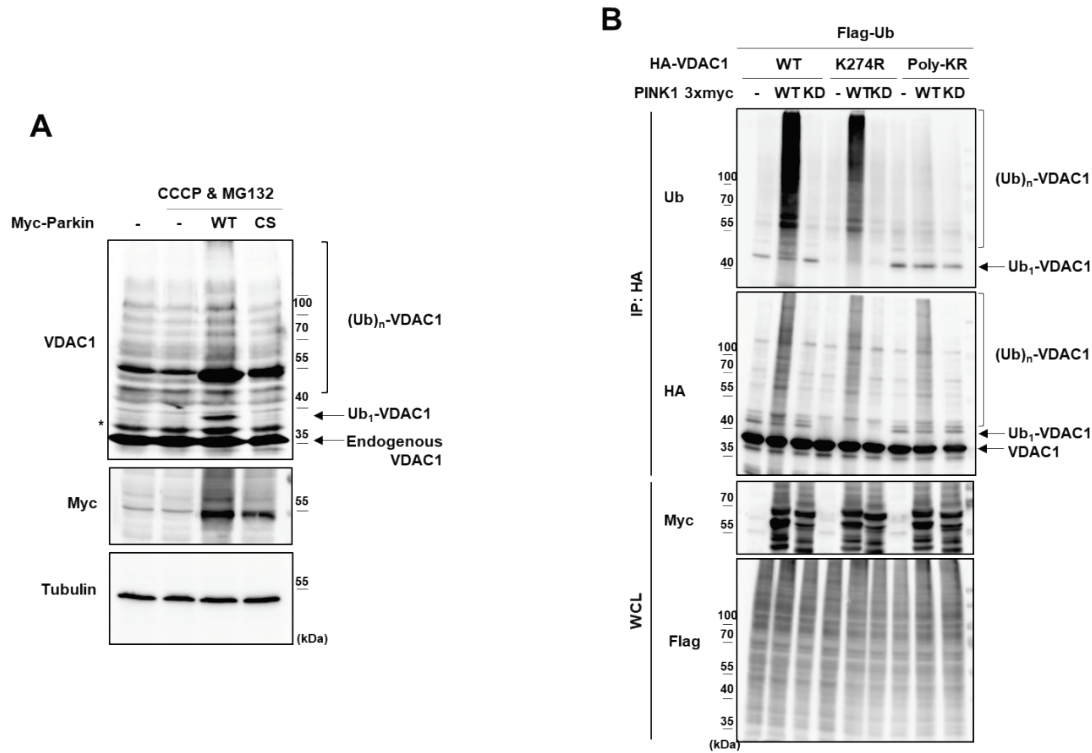 A
CCCP & MG132
Myc-Parkin - - WT CS
VDAC1
100
70
55
40
35
(Ub)n-VDAC1
Ub1-VDAC1
Endogenous
VDAC1
*
Myc
55
Tubulin
55
(kDa)
B
Flag-Ub
HA-VDAC1 WT K274R Poly-KR
PINK1 3xmyc - WT KD - WT KD - WT KD
IP: HA
Ub
100
70
55
40
(Ub)n-VDAC1
Ub1-VDAC1
HA
100
70
55
40
35
(Ub)n-VDAC1
Ub1-VDAC1
VDAC1
WCL
Myc
70
55
Flag
100
70
55
40
35
(kDa)